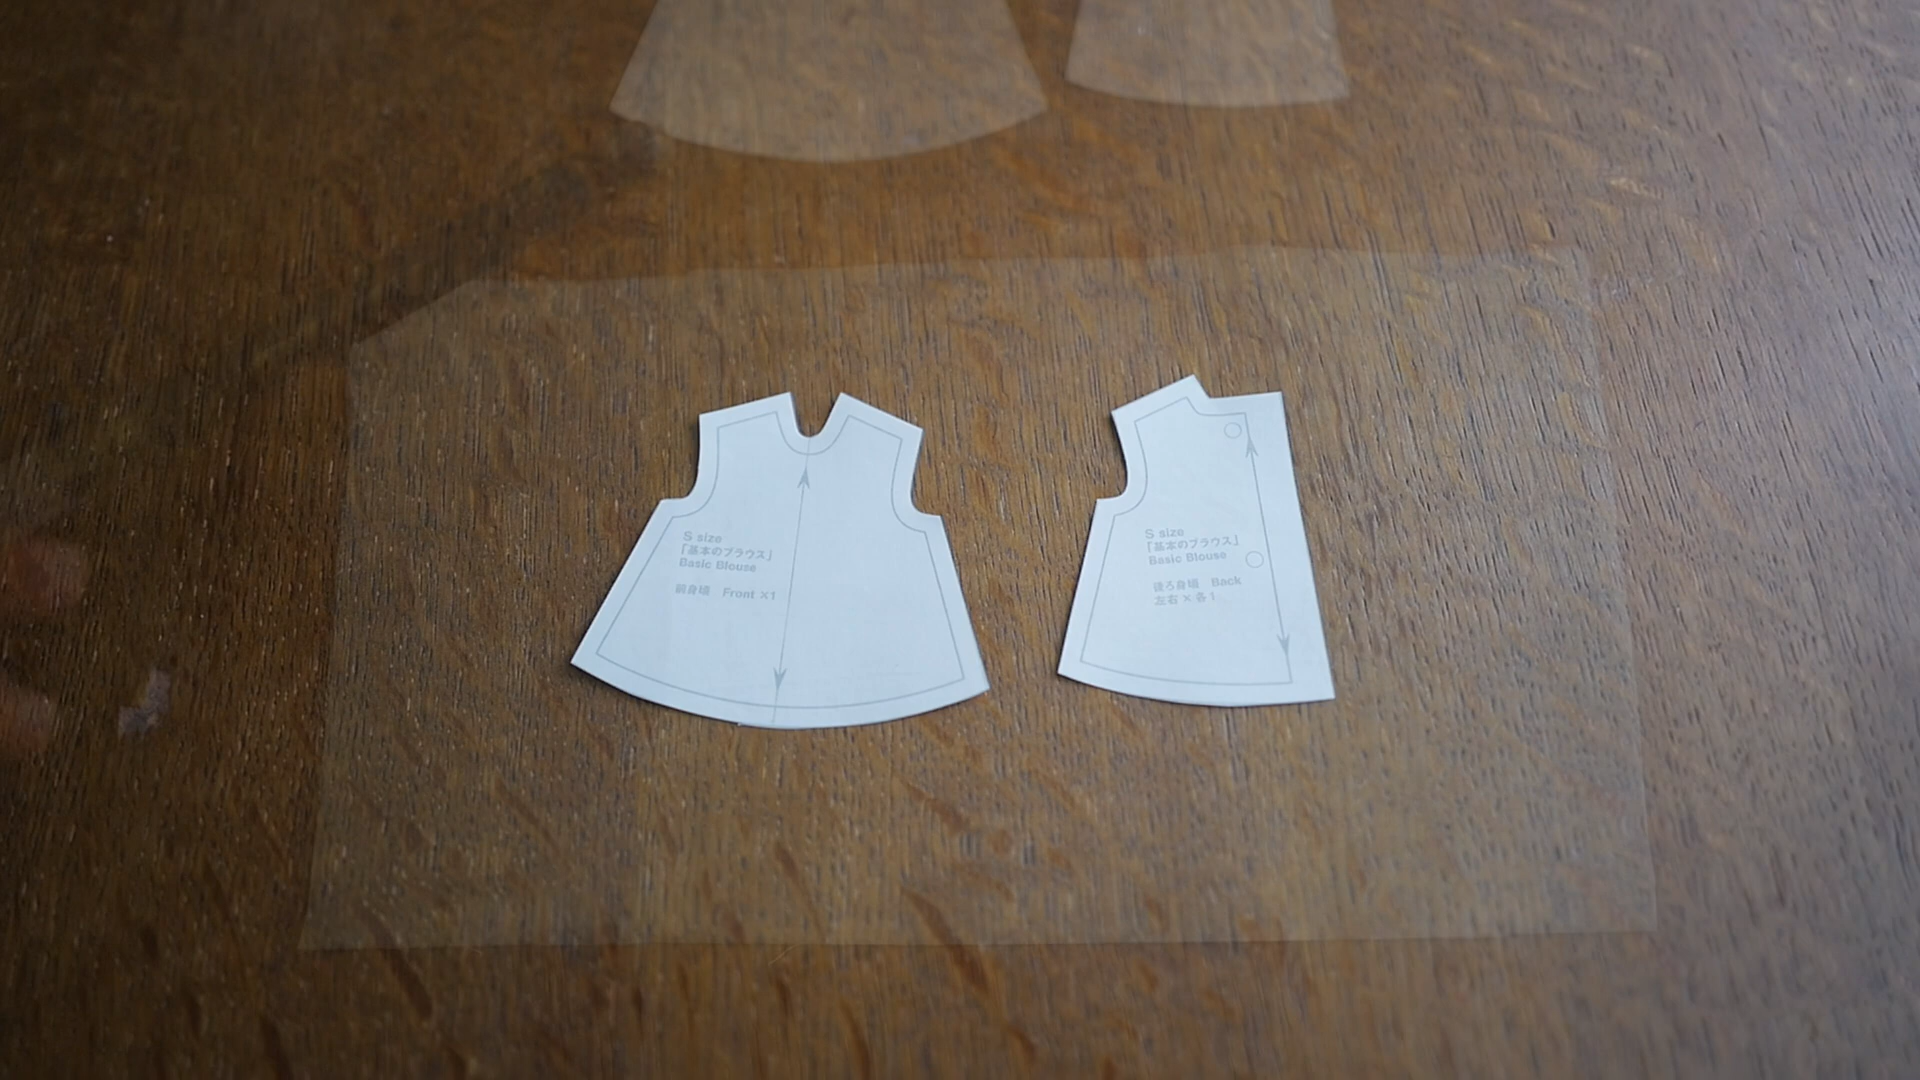 S size
「基本のブラウス」
Basic Blouse
前身頃 Front ×1
S size
「基本のブラウス」
Basic Blouse
後ろ身頃 Back
左右×各1